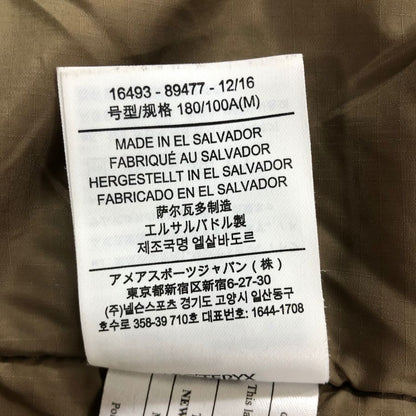 16493 - 89477 - 12/16
号型/规格 180/100A(M)
MADE IN EL SALVADOR
FABRIQUÉ AU SALVADOR
HERGESTELLT IN EL SALVADOR
FABRICADO EN EL SALVADOR
萨尔瓦多制造
エルサルバドル製
제조국명 엘살바도르
アメアスポーツジャパン(株)
東京都新宿区新宿6-27-30
(주)넬슨스포츠 경기도 고양시 일산동구
호수로 358-39 710호 대표번호: 1644-1708
This
NEW